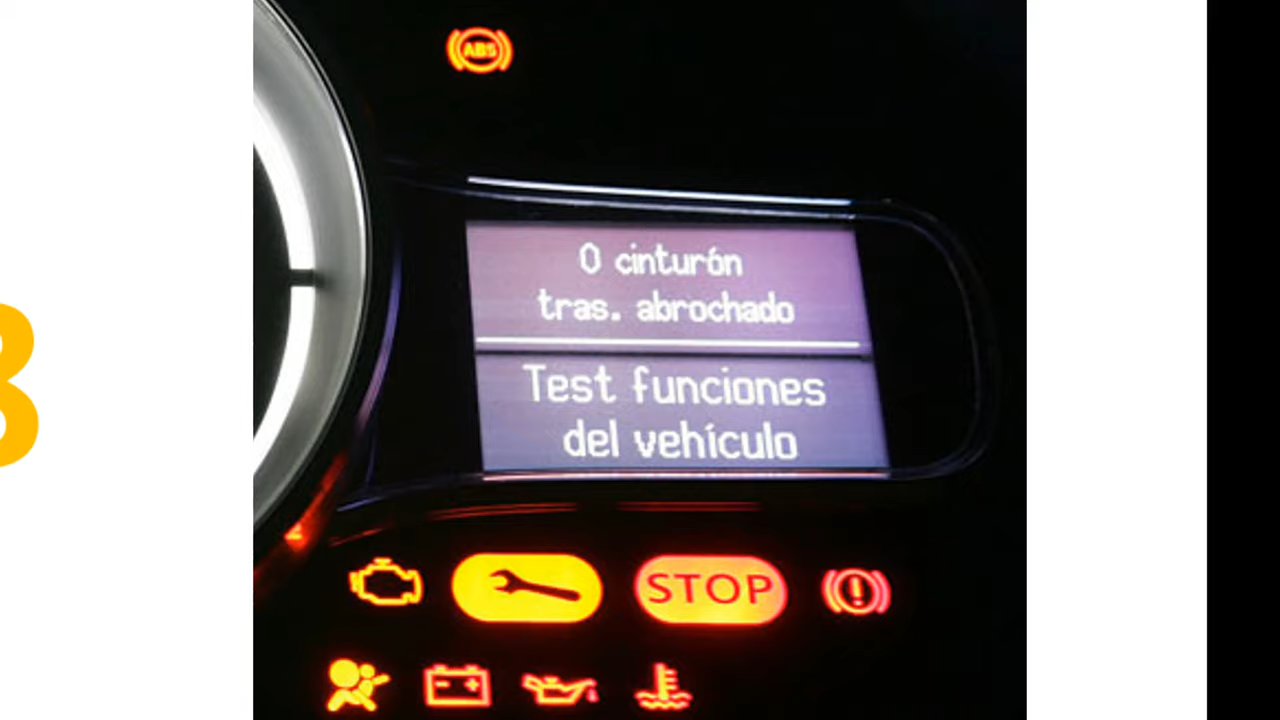 ABS
0 cinturón
tras. abrochado
Test funciones
del vehículo
STOP